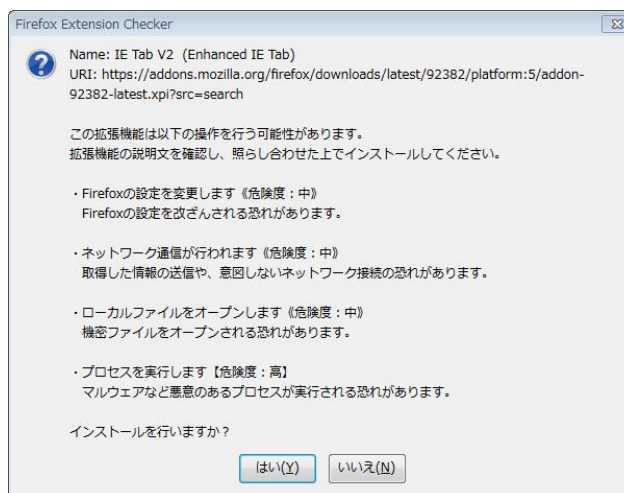 Firefox Extension Checker
Name: IE Tab V2  (Enhanced IE Tab)
URI: https://addons.mozilla.org/firefox/downloads/latest/92382/platform:5/addon-
92382-latest.xpi?src=search
この拡張機能は以下の操作を行う可能性があります。
拡張機能の説明文を確認し、照らし合わせた上でインストールしてください。
・Firefoxの設定を変更します《危険度：中》
Firefoxの設定を改ざんされる恐れがあります。
・ネットワーク通信が行われます《危険度：中》
取得した情報の送信や、意図しないネットワーク接続の恐れがあります。
・ローカルファイルをオープンします《危険度：中》
機密ファイルをオープンされる恐れがあります。
・プロセスを実行します【危険度：高】
マルウェアなど悪意のあるプロセスが実行される恐れがあります。
インストールを行いますか？
はい(Y) いいえ(N)